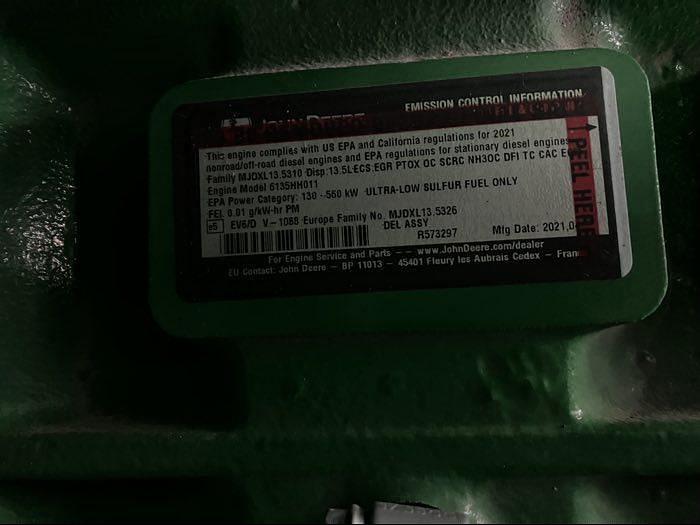 EMISSION CONTROL INFORMATION
JOHN DEERE
This engine complies with US EPA and California regulations for 2021
nonroad/off-road diesel engines and EPA regulations for stationary diesel engines
Family MJDXL13.5310 Disp:13.5L ECS:EGR PTOX OC SCRC NH3OC DFI TC CAC
Engine Model 6135HH011
EPA Power Category: 130 - 560 kW ULTRA-LOW SULFUR FUEL ONLY
FEL 0.01 g/kW-hr PM
e5 EV6/D V-1088 Europe Family No. MJDXL13.5326
DEL ASSY
R573297 Mfg Date: 2021,0
For Engine Service and Parts -- www.JohnDeere.com/dealer
EU Contact: John Deere - BP 11013 - 45401 Fleury les Aubrais Cedex - Fran
PEEL HERE